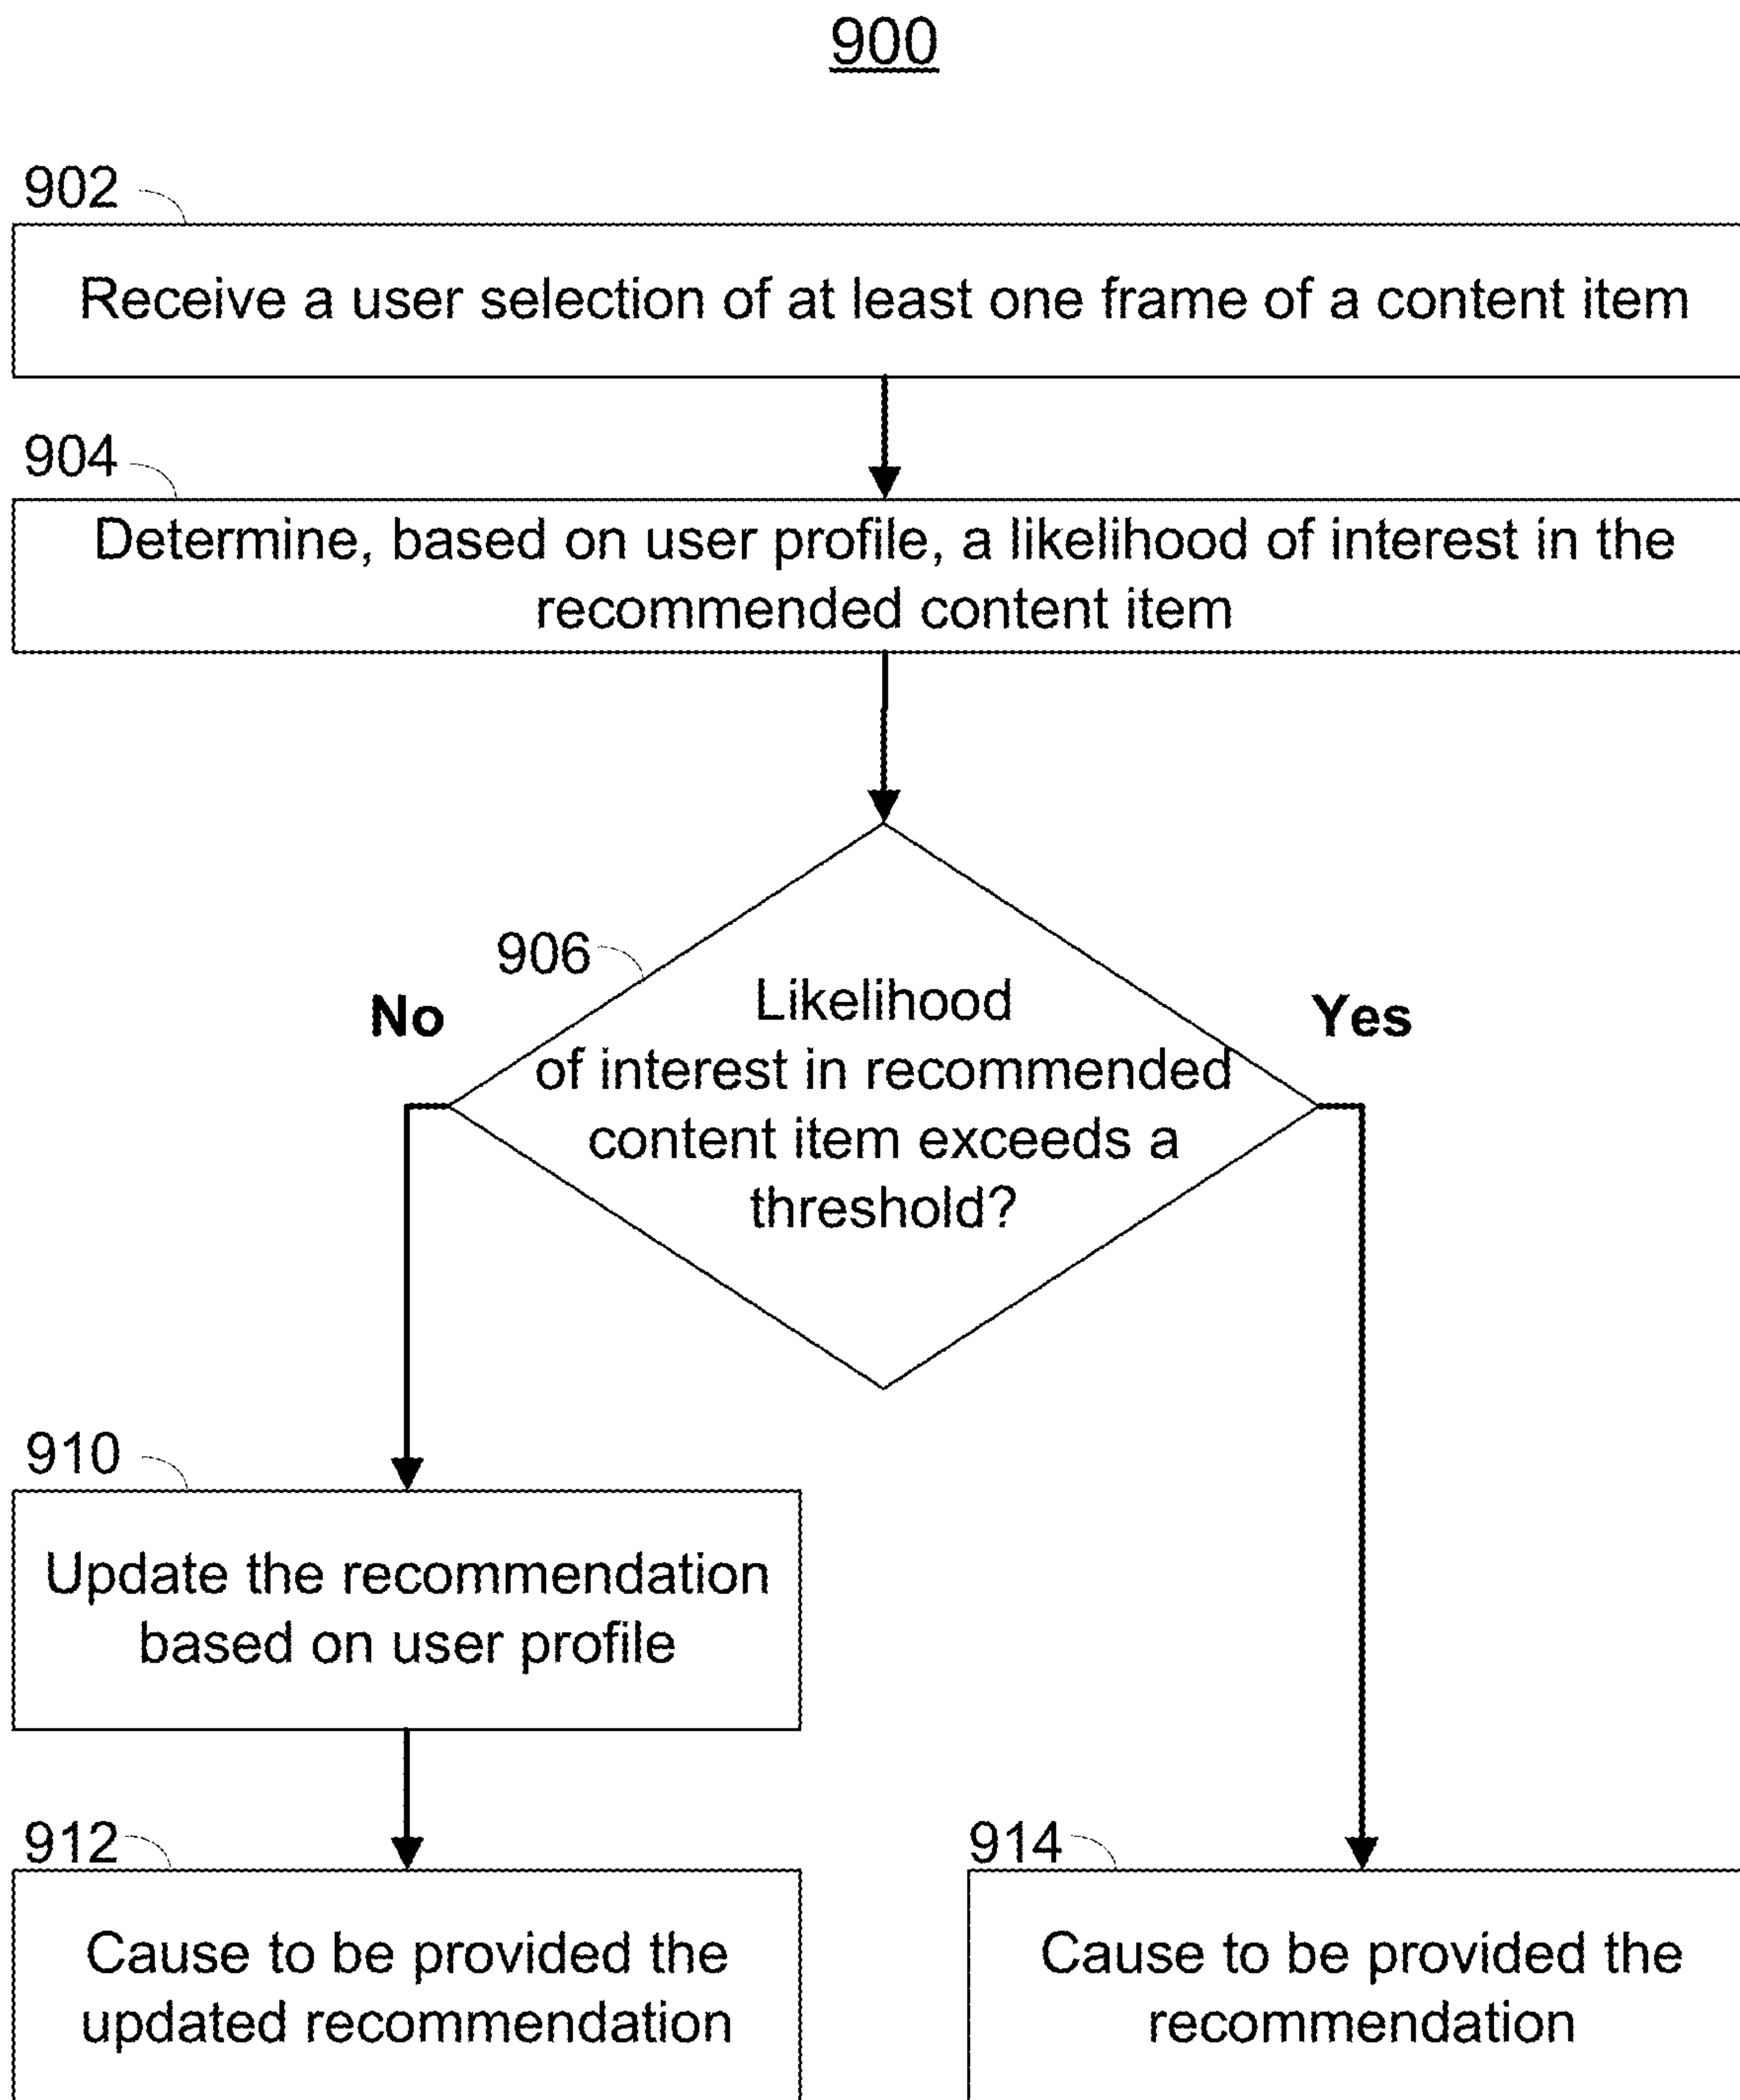 900
902
Receive a user selection of at least one frame of a content item
904
Determine, based on user profile, a likelihood of interest in the
recommended content item
906
No
Yes
Likelihood
of interest in recommended
content item exceeds a
threshold?
910
Update the recommendation
based on user profile
912
Cause to be provided the
updated recommendation
914
Cause to be provided the
recommendation